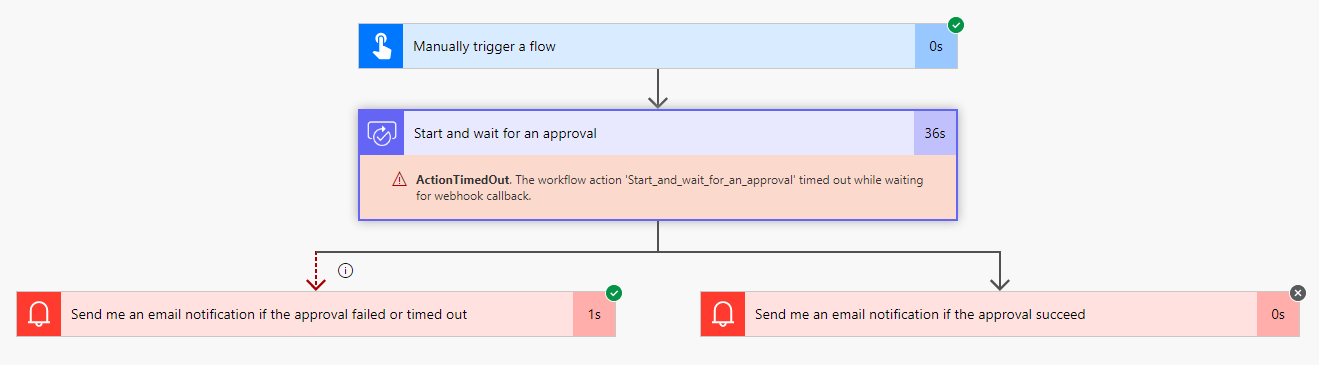 Manually trigger a flow
0s
Start and wait for an approval
36s
ActionTimedOut. The workflow action 'Start_and_wait_for_an_approval' timed out while waiting
for webhook callback.
Send me an email notification if the approval failed or timed out
1s
Send me an email notification if the approval succeed
0s